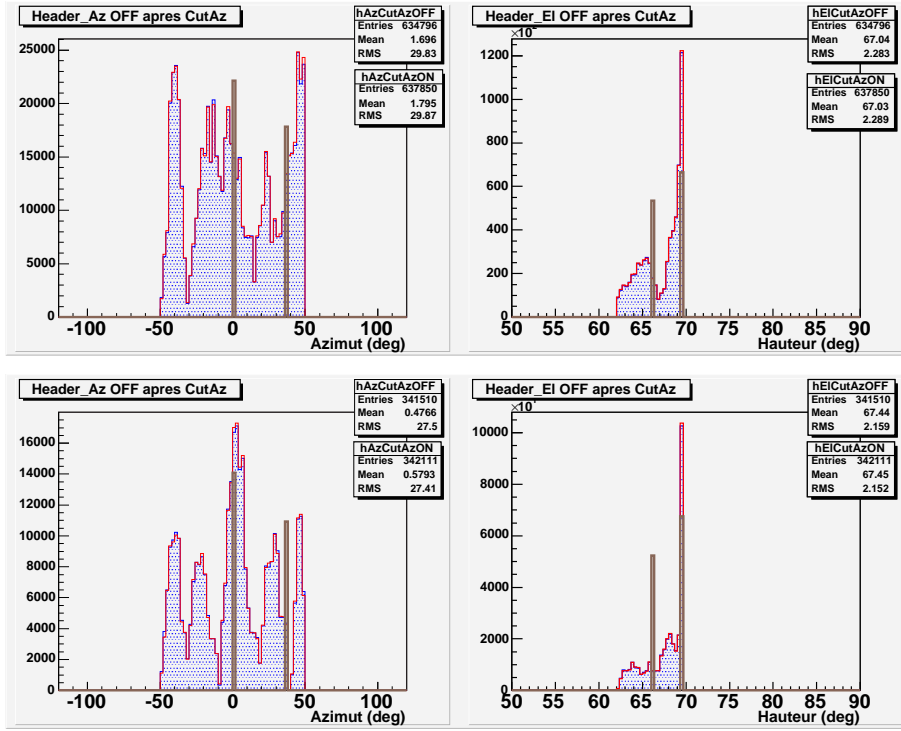 Header_Az OFF apres CutAz
hAzCutAzOFF
Entries 634796
Mean 1.696
RMS 29.83
hAzCutAzON
Entries 637850
Mean 1.795
RMS 29.87
25000
20000
15000
10000
5000
0
-100 -50 0 50 100
Azimut (deg)
Header_El OFF apres CutAz
hElCutAzOFF
Entries 634796
Mean 67.04
RMS 2.283
hElCutAzON
Entries 637850
Mean 67.03
RMS 2.289
1200
1000
800
600
400
200
0
50 55 60 65 70 75 80 85 90
Hauteur (deg)
Header_Az OFF apres CutAz
hAzCutAzOFF
Entries 341510
Mean 0.4766
RMS 27.5
hAzCutAzON
Entries 342111
Mean 0.5793
RMS 27.41
16000
14000
12000
10000
8000
6000
4000
2000
0
-100 -50 0 50 100
Azimut (deg)
Header_El OFF apres CutAz
hElCutAzOFF
Entries 341510
Mean 67.44
RMS 2.159
hElCutAzON
Entries 342111
Mean 67.45
RMS 2.152
10000
8000
6000
4000
2000
0
50 55 60 65 70 75 80 85 90
Hauteur (deg)